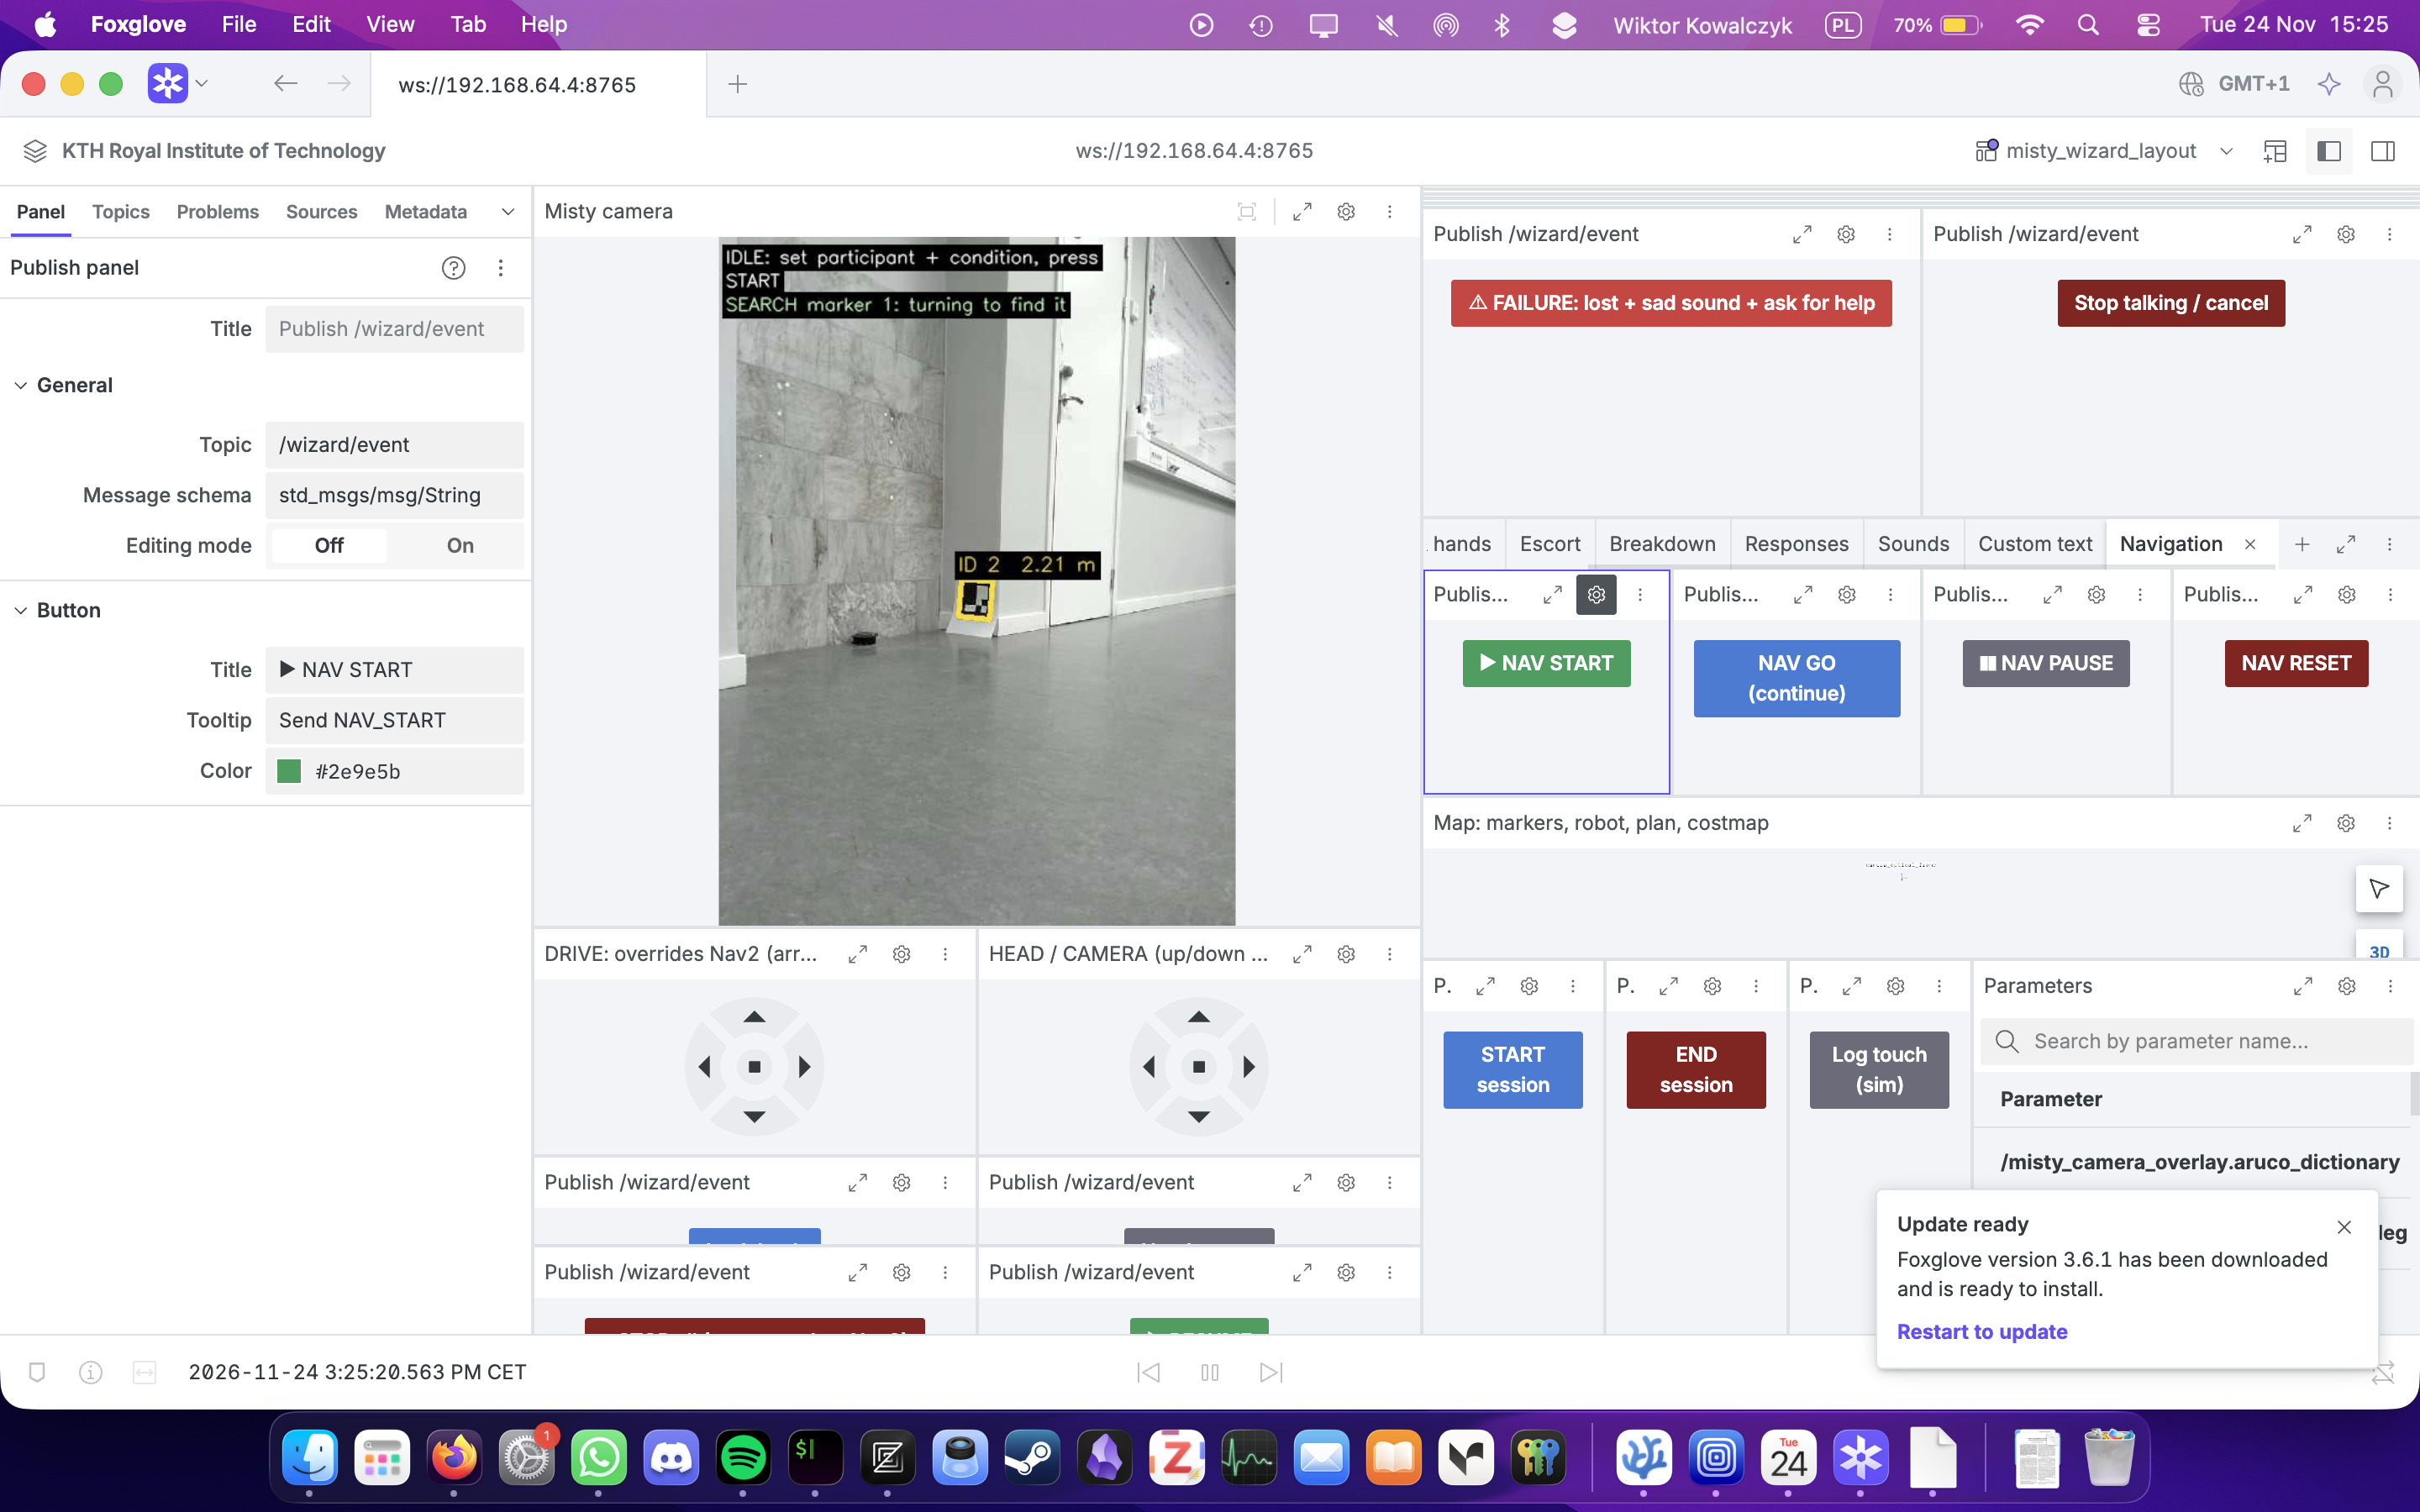 Foxglove File Edit View Tab Help
Wiktor Kowalczyk PL 70% Tue 24 Nov 15:25
ws://192.168.64.4:8765
GMT+1
KTH Royal Institute of Technology
ws://192.168.64.4:8765
misty_wizard_layout
Panel Topics Problems Sources Metadata
Publish panel
Title Publish /wizard/event
General
Topic /wizard/event
Message schema std_msgs/msg/String
Editing mode Off On
Button
Title ▶ NAV START
Tooltip Send NAV_START
Color #2e9e5b
Misty camera
IDLE: set participant + condition, press
START
SEARCH marker 1: turning to find it
ID 2 2.21 m
DRIVE: overrides Nav2 (arr...
HEAD / CAMERA (up/down ...
Publish /wizard/event
Publish /wizard/event
Publish /wizard/event
Publish /wizard/event
Publish /wizard/event
⚠ FAILURE: lost + sad sound + ask for help
Publish /wizard/event
Stop talking / cancel
hands Escort Breakdown Responses Sounds Custom text Navigation
Publis...
▶ NAV START
Publis...
NAV GO
(continue)
Publis...
NAV PAUSE
Publis...
NAV RESET
Map: markers, robot, plan, costmap
3D
P.
START
session
P.
END
session
P.
Log touch
(sim)
Parameters
Search by parameter name...
Parameter
/misty_camera_overlay.aruco_dictionary
leg
Update ready
Foxglove version 3.6.1 has been downloaded
and is ready to install.
Restart to update
2026-11-24 3:25:20.563 PM CET
1
Tue
24